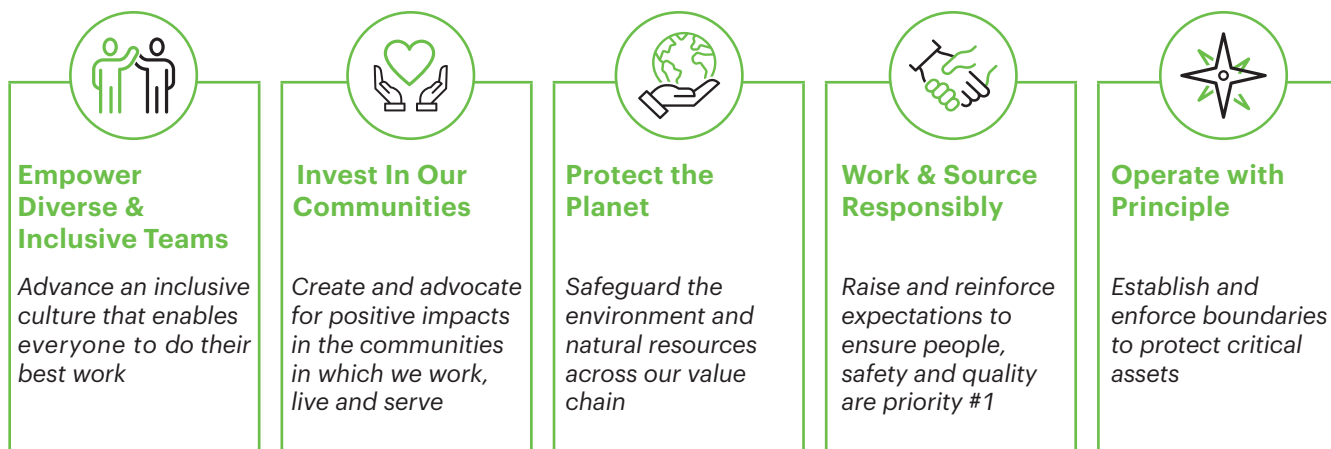 Empower
Diverse &
Inclusive Teams
Advance an inclusive
culture that enables
everyone to do their
best work
Invest In Our
Communities
Create and advocate
for positive impacts
in the communities
in which we work,
live and serve
Protect the
Planet
Safeguard the
environment and
natural resources
across our value
chain
Work & Source
Responsibly
Raise and reinforce
expectations to
ensure people,
safety and quality
are priority #1
Operate with
Principle
Establish and
enforce boundaries
to protect critical
assets